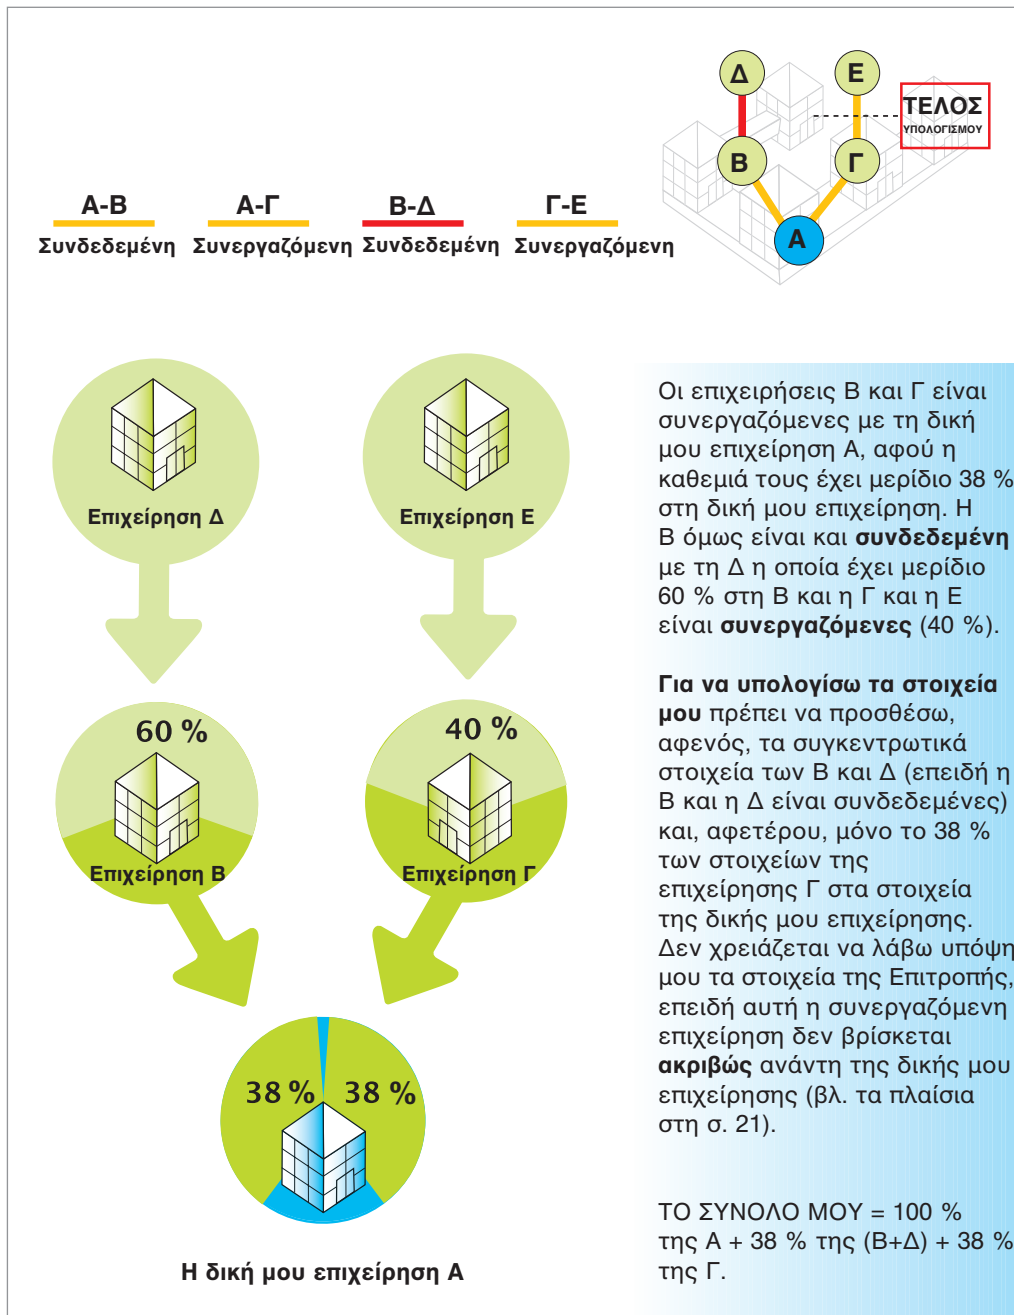 Δ
Ε
ΤΕΛΟΣ
ΥΠΟΛΟΓΙΣΜΟΥ
Β
Γ
Α
Α-Β
Συνδεδεμένη
Α-Γ
Συνεργαζόμενη
Β-Δ
Συνδεδεμένη
Γ-Ε
Συνεργαζόμενη
Επιχείρηση Δ
Επιχείρηση Ε
60 %
40 %
Επιχείρηση Β
Επιχείρηση Γ
38 %
38 %
Η δική μου επιχείρηση Α
Οι επιχειρήσεις Β και Γ είναι
συνεργαζόμενες με τη δική
μου επιχείρηση Α, αφού η
καθεμιά τους έχει μερίδιο 38 %
στη δική μου επιχείρηση. Η
Β όμως είναι και συνδεδεμένη
με τη Δ η οποία έχει μερίδιο
60 % στη Β και η Γ και η Ε
είναι συνεργαζόμενες (40 %).
Για να υπολογίσω τα στοιχεία
μου πρέπει να προσθέσω,
αφενός, τα συγκεντρωτικά
στοιχεία των Β και Δ (επειδή η
Β και η Δ είναι συνδεδεμένες)
και, αφετέρου, μόνο το 38 %
των στοιχείων της
επιχείρησης Γ στα στοιχεία
της δικής μου επιχείρησης.
Δεν χρειάζεται να λάβω υπόψη
μου τα στοιχεία της Επιτροπής,
επειδή αυτή η συνεργαζόμενη
επιχείρηση δεν βρίσκεται
ακριβώς ανάντη της δικής μου
επιχείρησης (βλ. τα πλαίσια
στη σ. 21).
ΤΟ ΣΥΝΟΛΟ ΜΟΥ = 100 %
της Α + 38 % της (Β+Δ) + 38 %
της Γ.